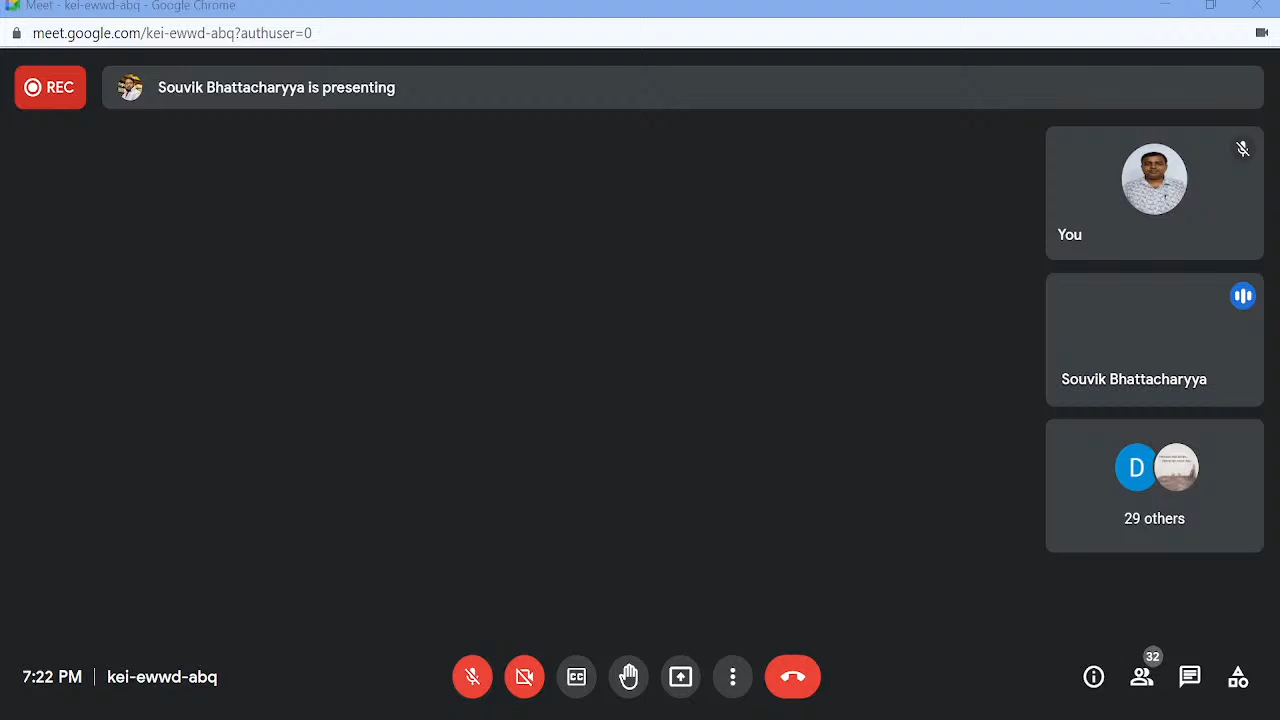 Meet - kei-ewwd-abq - Google Chrome
meet.google.com/kei-ewwd-abq?authuser=0
REC
Souvik Bhattacharyya is presenting
You
Souvik Bhattacharyya
D
29 others
7:22 PM | kei-ewwd-abq
CC
32